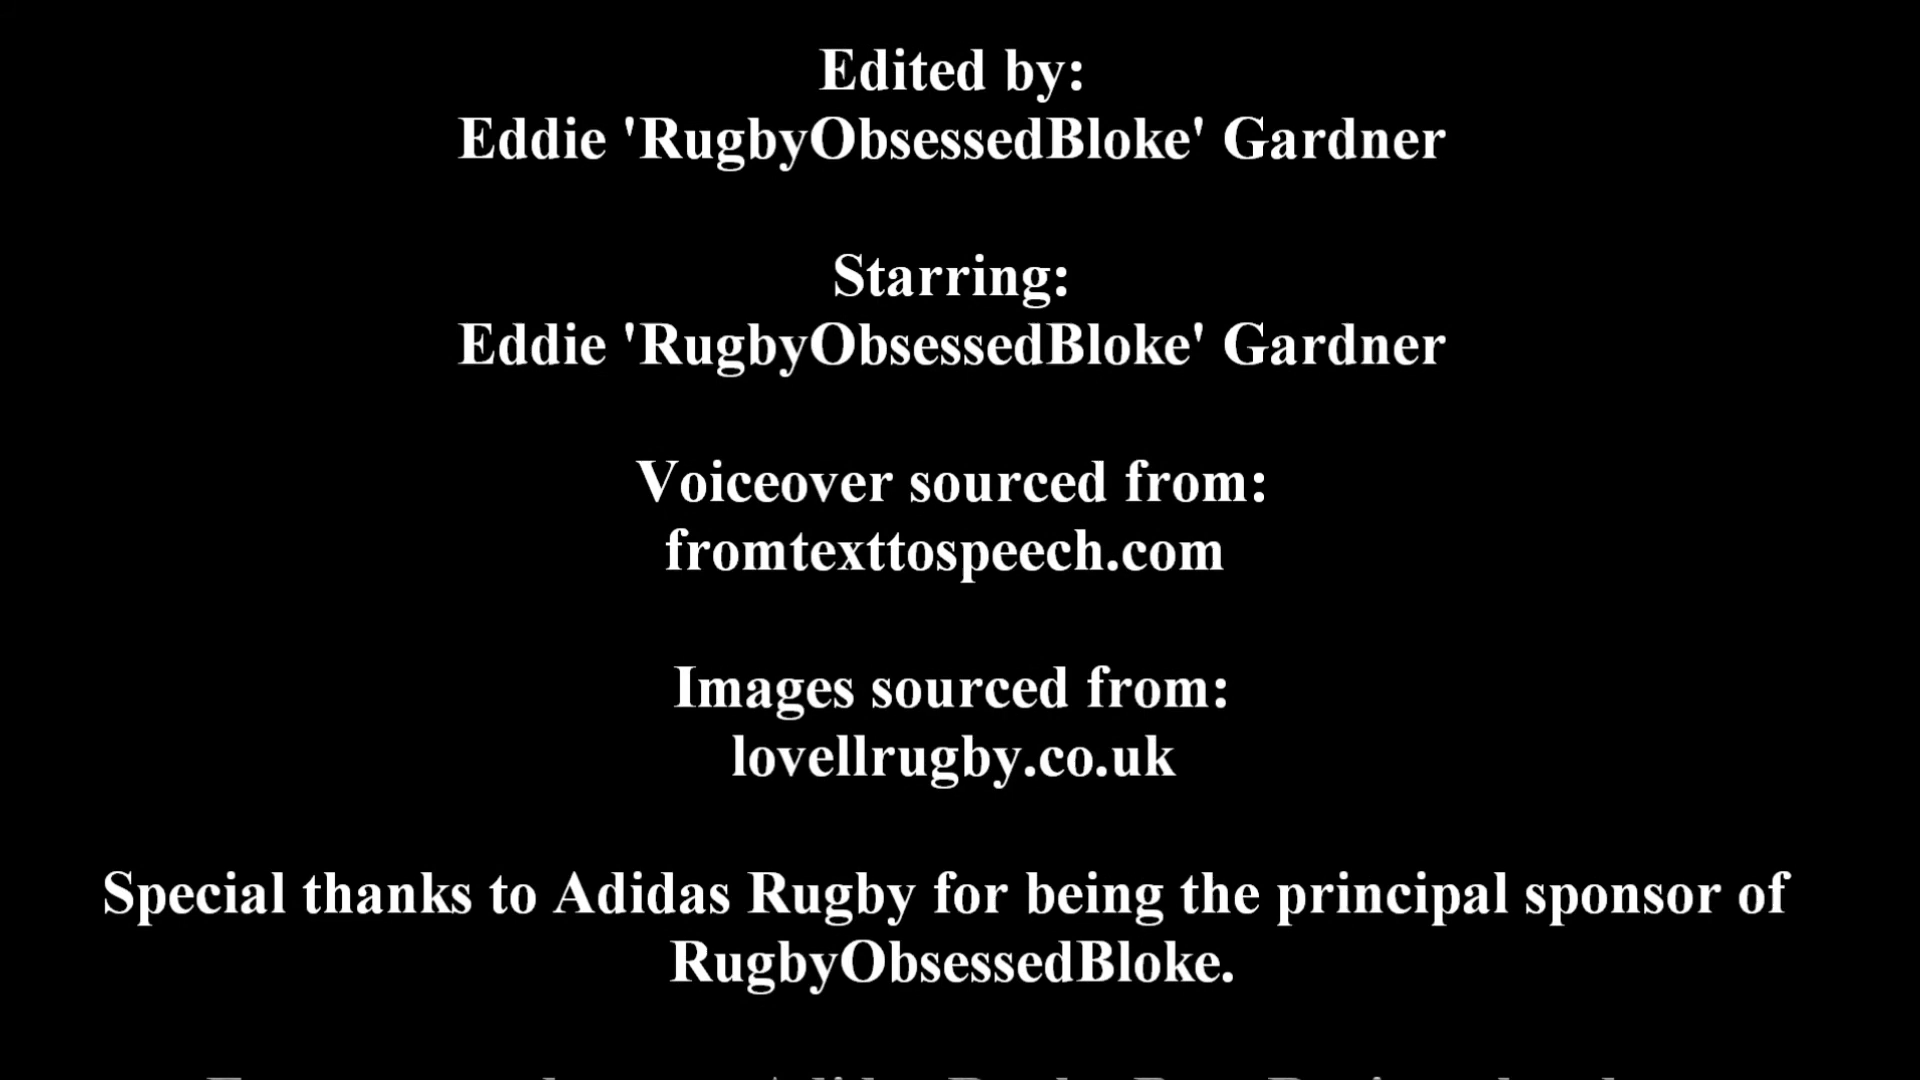 Edited by:
Eddie 'RugbyObsessedBloke' Gardner
Starring:
Eddie 'RugbyObsessedBloke' Gardner
Voiceover sourced from:
fromtexttospeech.com
Images sourced from:
lovellrugby.co.uk
Special thanks to Adidas Rugby for being the principal sponsor of
RugbyObsessedBloke.